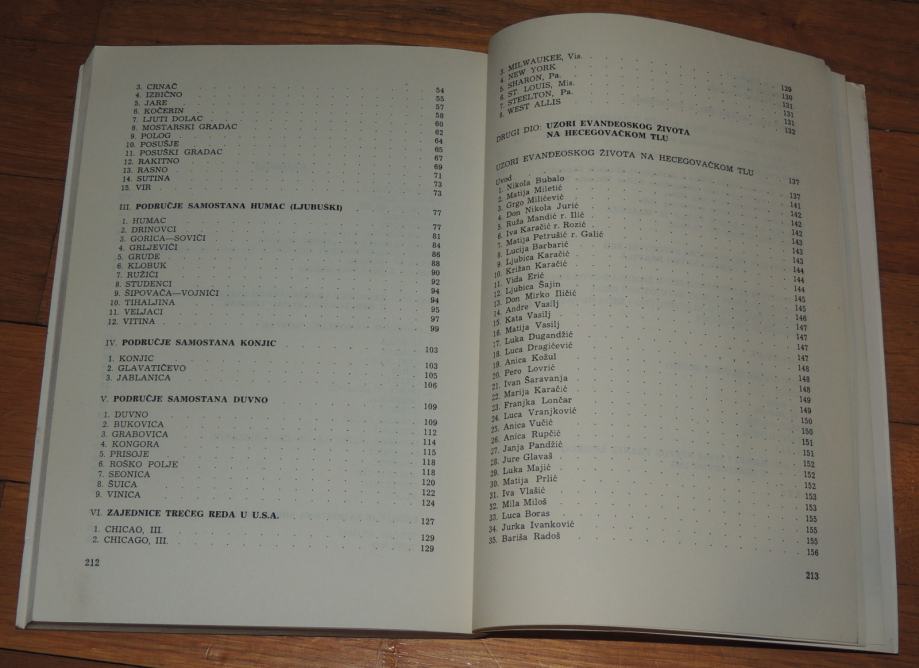 3. CRNAČ 54
4. IZBIČNO 55
5. JARE 57
6. KOČERIN 58
7. LJUTI DOLAC 60
8. MOSTARSKI GRADAC 62
9. POLOG 64
10. POSUŠJE 65
11. POSUŠKI GRADAC 67
12. RAKITNO 69
13. RASNO 71
14. SUTINA 73
15. VIR 73
III. PODRUČJE SAMOSTANA HUMAC (LJUBUŠKI) 77
1. HUMAC 77
2. DRINOVCI 81
3. GORICA—SOVIĆI 84
4. GRLJEVIĆI 86
5. GRUDE 88
6. KLOBUK 90
7. RUŽIĆI 92
8. STUDENCI 94
9. ŠIPOVAČA—VOJNIĆI 94
10. TIHALJINA 95
11. VELJACI 97
12. VITINA 99
IV. PODRUČJE SAMOSTANA KONJIC 103
1. KONJIC 103
2. GLAVATIČEVO 105
3. JABLANICA 106
V. PODRUČJE SAMOSTANA DUVNO 109
1. DUVNO 109
2. BUKOVICA 112
3. GRABOVICA 114
4. KONGORA
5. PRISOJE 118
6. ROŠKO POLJE 118
7. SEONICA 120
8. ŠUICA 122
9. VINICA 124
VI. ZAJEDNICE TREĆEG REDA U U.S.A. 127
1. CHICAO, III. 129
2. CHICAGO, III. 129
212
3. MILWAUKEE, Vis. 129
4. NEW YORK 130
5. SHARON, Pa. 131
6. ST. LOUIS, Mis.
7. STEELTON, Pa. 131
8. WEST ALLIS 132
DRUGI DIO: UZORI EVANĐEOSKOG ŽIVOTA
NA HECEGOVAČKOM TLU
UZORI EVANĐEOSKOG ŽIVOTA NA HECEGOVAČKOM TLU
Uvod 137
1. Nikola Bubalo 137
2. Matija Miletić 141
3. Grgo Milićević 142
4. Don Nikola Jurić 142
5. Ruža Mandić r. Ilić 142
6. Iva Karačić r. Rozić 143
7. Matija Petrušić r. Galić 143
8. Lucija Barbarić 143
9. Ljubica Karačić 144
10. Križan Karačić 144
11. Vida Erić 144
12. Ljubica Šajin 145
13. Don Mirko Iličić 145
14. Andre Vasilj 146
15. Kata Vasilj 147
16. Matija Vasilj 147
17. Luka Dugandžić 147
18. Luca Dragičević 147
19. Anica Kožul 148
20. Pero Lovrić 148
21. Ivan Šaravanja 148
22. Marija Karačić 149
23. Franjka Lončar 149
24. Luca Vranjković 150
25. Anica Vučić 150
26. Anica Rupčić 151
27. Janja Pandžić 152
28. Jure Glavaš 152
29. Luka Majić 152
30. Matija Prlić 153
31. Iva Vlašić 153
32. Mila Miloš 155
33. Luca Boras 155
34. Jurka Ivanković 155
35. Bariša Radoš 156
213